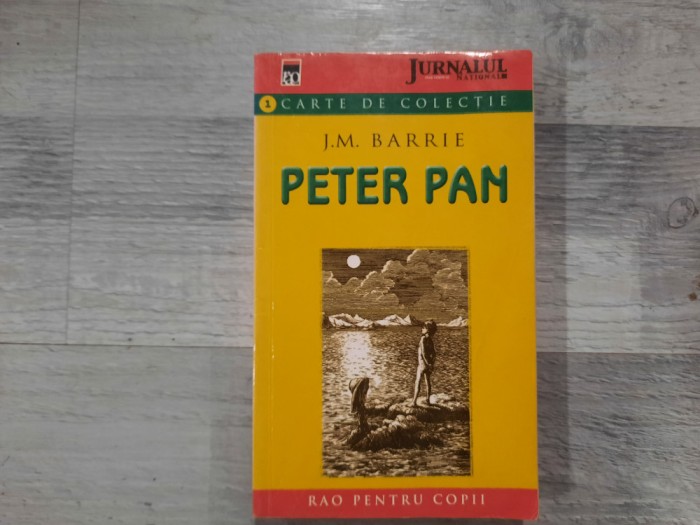 JURNALUL
NAȚIONAL
1 CARTE DE COLECȚIE
J.M. BARRIE
PETER PAN
RAO PENTRU COPII